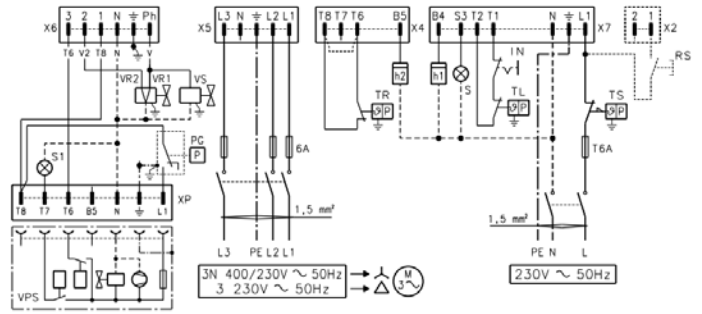 X6 3 2 1 N Ph
T6 V2 T8 N V
VR2 VR1 VS
PG
P
S1
XP
T8 T7 T6 B5 N L1
VPS
X5 L3 N L2 L1
6A
1,5 mm²
L3 PE L2 L1
3N 400/230V ~ 50Hz
3 230V ~ 50Hz
M
3~
T8 T7 T6 B5 X4
h2
TR
P
B4 S3 T2 T1 N L1 X7
h1
S
IN
TL
P
TS
P
T6A
1,5 mm²
PE N L
230V ~ 50Hz
2 1 X2
RS